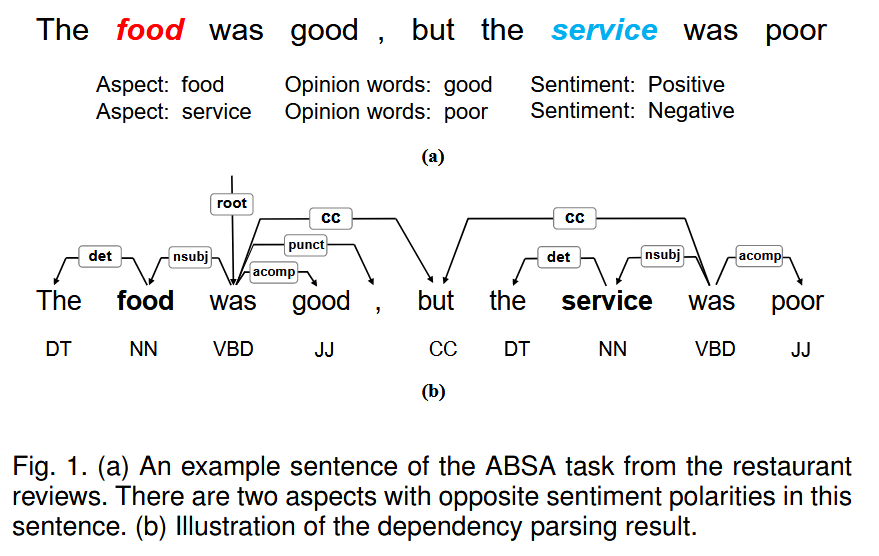 The food was good , but the service was poor
Aspect: food Opinion words: good Sentiment: Positive
Aspect: service Opinion words: poor Sentiment: Negative
(a)
root
cc cc
det nsubj punct det nsubj acomp
acomp
The food was good , but the service was poor
DT NN VBD JJ CC DT NN VBD JJ
(b)
Fig. 1. (a) An example sentence of the ABSA task from the restaurant
reviews. There are two aspects with opposite sentiment polarities in this
sentence. (b) Illustration of the dependency parsing result.